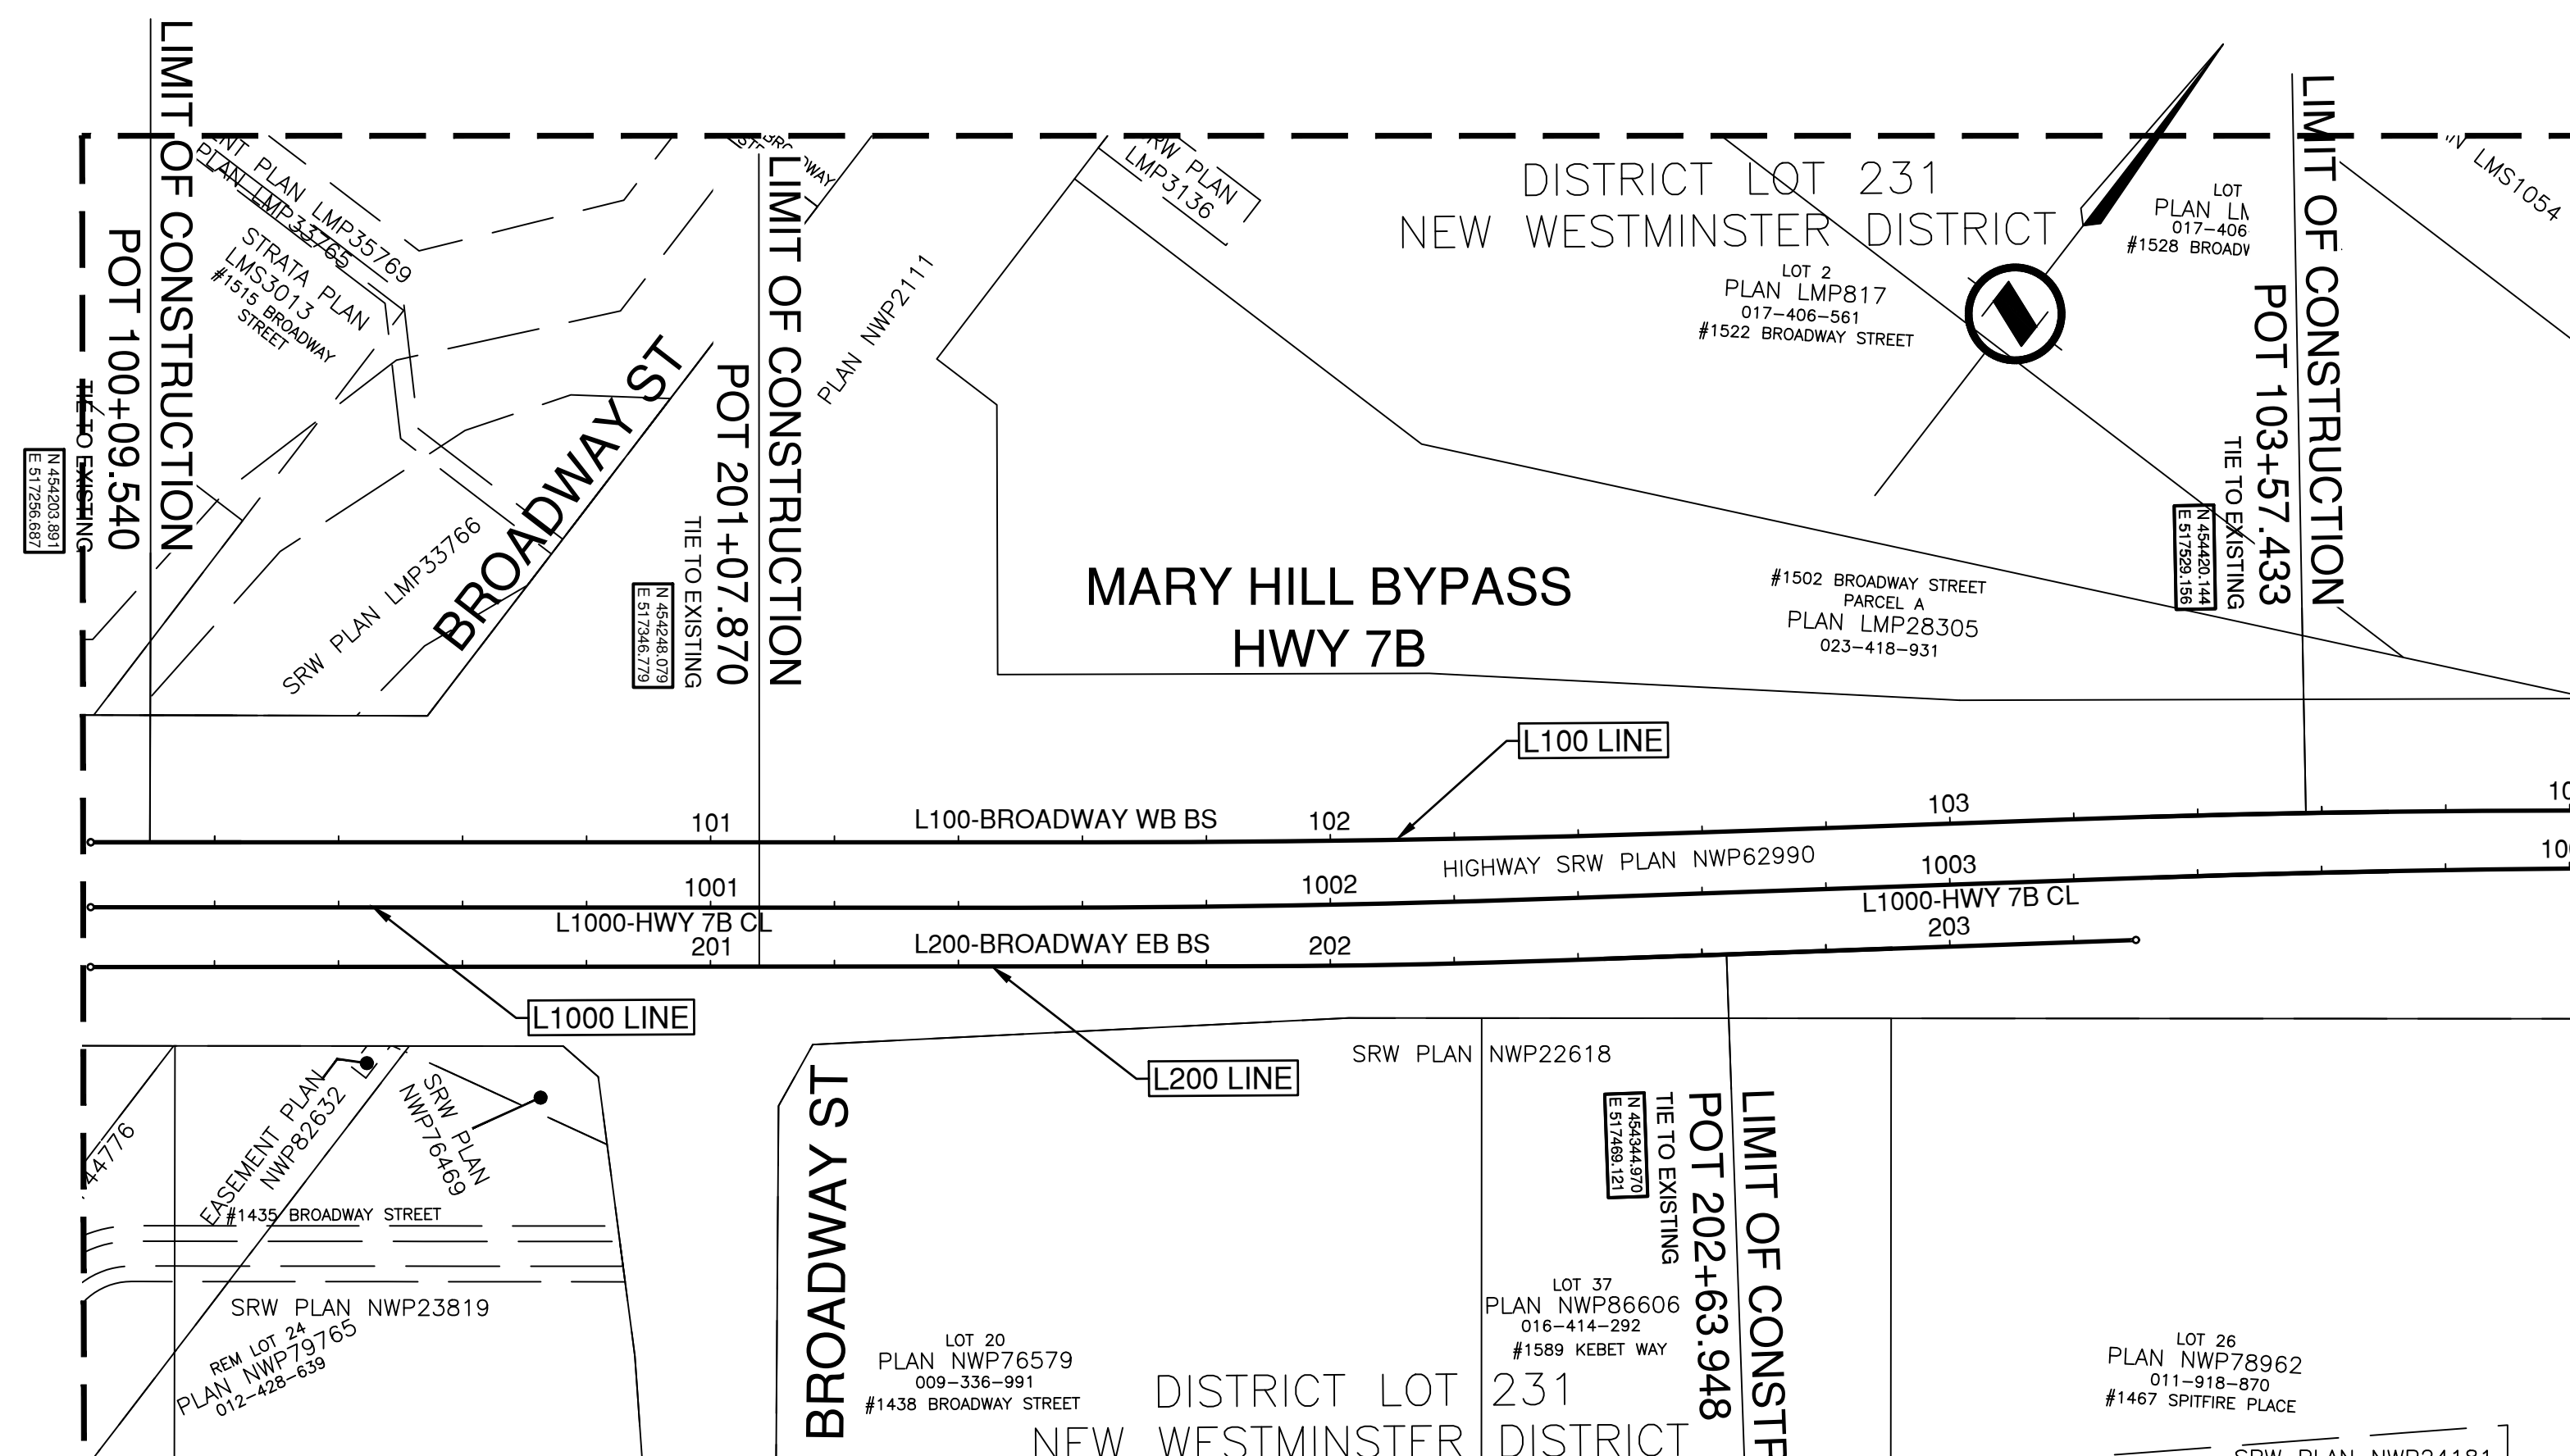 LIMIT OF CONSTRUCTION
POT 100+09.540
TIE TO EXISTING
N 454203.891
E 517256.687
PLAN LMP35769
PLAN LMP33765
STRATA PLAN
LMS3013
#1515 BROADWAY
STREET
SRW PLAN LMP33766
BROADWAY ST
LIMIT OF CONSTRUCTION
POT 201+07.870
TIE TO EXISTING
N 454248.079
E 517346.779
PLAN NWP2111
SRW PLAN
LMP3136
DISTRICT LOT 231
NEW WESTMINSTER DISTRICT
LOT 2
PLAN LMP817
017-406-561
#1522 BROADWAY STREET
LOT
PLAN
017-406
#1528
LIMIT OF CONSTRUCTION
POT 103+57.433
TIE TO EXISTING
N 454420.144
E 517529.156
LMS1054
MARY HILL BYPASS
HWY 7B
#1502 BROADWAY STREET
PARCEL A
PLAN LMP28305
023-418-931
L100 LINE
101
L100-BROADWAY WB BS
102
103
HIGHWAY SRW PLAN NWP62990
1001
1002
1003
L1000-HWY 7B CL
L1000-HWY 7B CL
201
L200-BROADWAY EB BS
202
203
L1000 LINE
L200 LINE
SRW PLAN NWP22618
44776
EASEMENT PLAN
NWP82632
SRW PLAN
NWP76469
#1435 BROADWAY STREET
SRW PLAN NWP23819
REM LOT 24
PLAN NWP79765
012-428-639
BROADWAY ST
LOT 20
PLAN NWP76579
009-336-991
#1438 BROADWAY STREET
DISTRICT LOT 231
NEW WESTMINSTER DISTRICT
N 454344.970
E 517469.121
TIE TO EXISTING
POT 202+63.948
LIMIT OF
LOT 37
PLAN NWP86606
016-414-292
#1589 KEBET WAY
LOT 26
PLAN NWP78962
011-918-870
#1467 SPITFIRE PLACE
SRW PLAN NWP24181